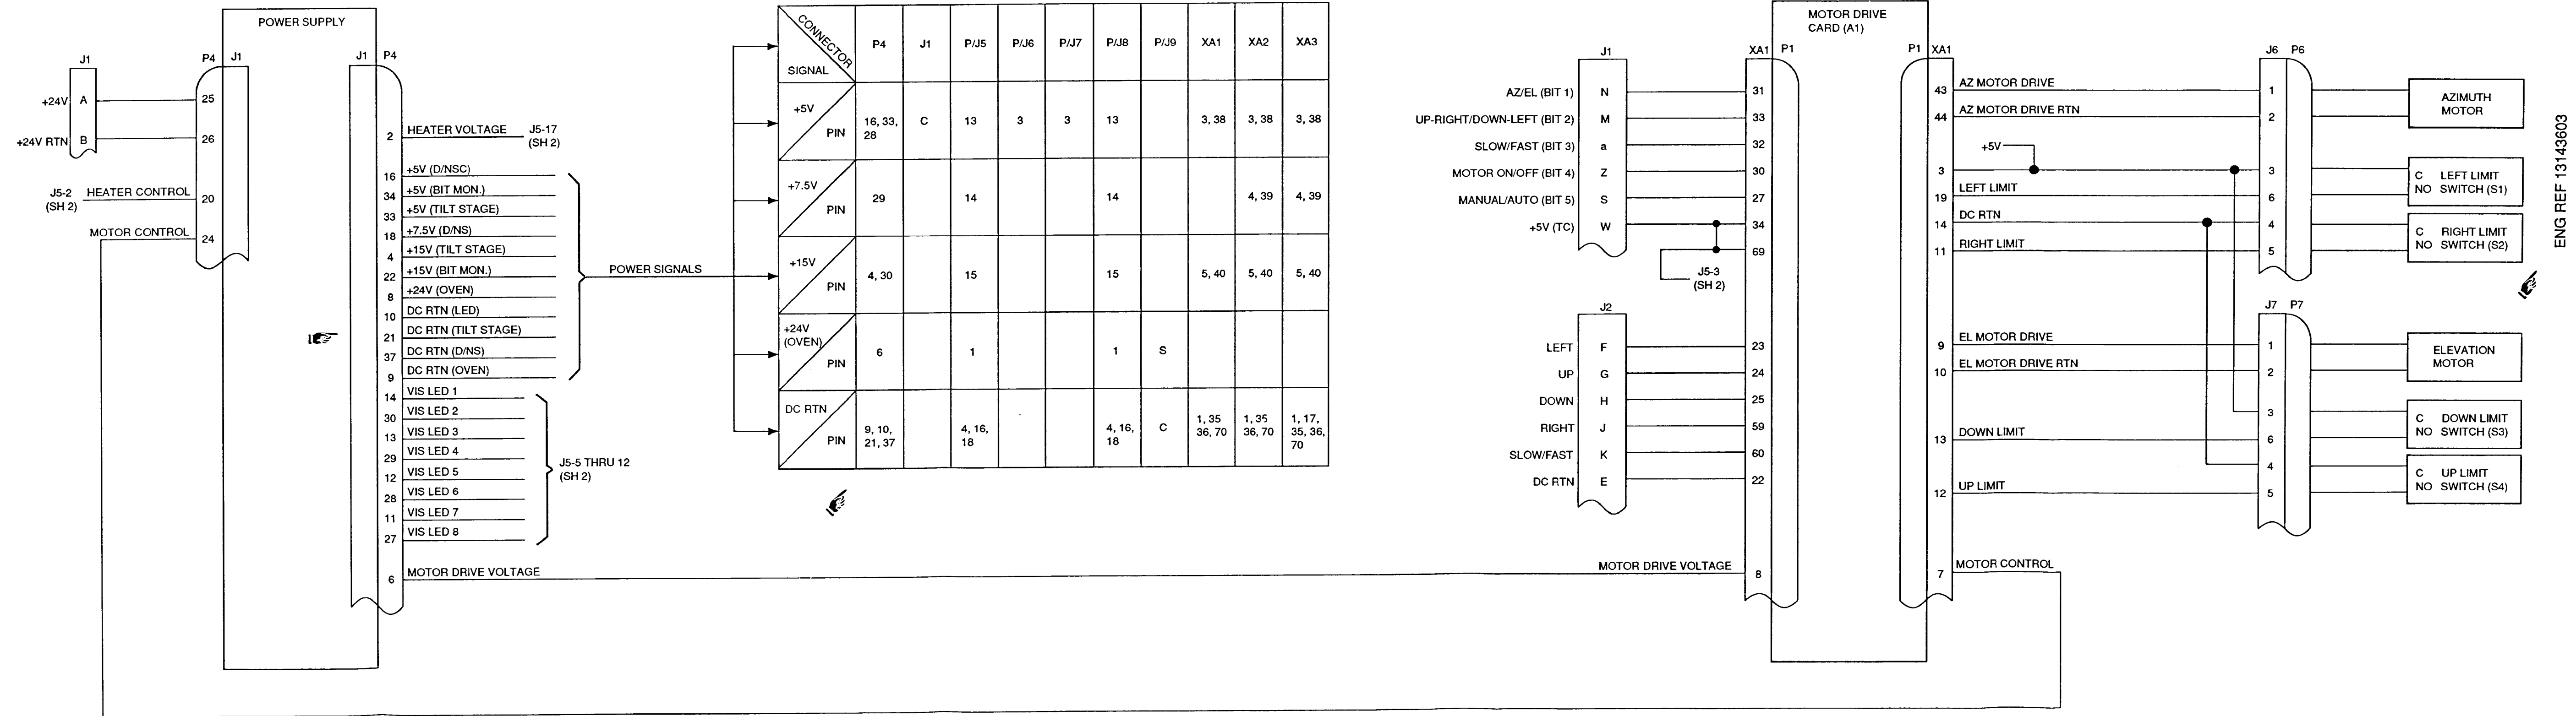 POWER SUPPLY
J1
P4 J1
J1 P4
+24V A
25
+24V RTN B
26
J5-2
(SH 2)
HEATER CONTROL
20
MOTOR CONTROL
24
2 HEATER VOLTAGE
J5-17
(SH 2)
16 +5V (D/NSC)
34 +5V (BIT MON.)
33 +5V (TILT STAGE)
18 +7.5V (D/NS)
4 +15V (TILT STAGE)
22 +15V (BIT MON.)
8 +24V (OVEN)
10 DC RTN (LED)
21 DC RTN (TILT STAGE)
37 DC RTN (D/NS)
9 DC RTN (OVEN)
14 VIS LED 1
30 VIS LED 2
13 VIS LED 3
29 VIS LED 4
12 VIS LED 5
28 VIS LED 6
11 VIS LED 7
27 VIS LED 8
J5-5 THRU 12
(SH 2)
6 MOTOR DRIVE VOLTAGE
POWER SIGNALS
CONNECTOR
SIGNAL
P4 J1 P/J5 P/J6 P/J7 P/J8 P/J9 XA1 XA2 XA3
+5V
PIN
16, 33, 28
C 13 3 3 13 3, 38 3, 38 3, 38
+7.5V
PIN
29 14 14 4, 39 4, 39
+15V
PIN
4, 30 15 15 5, 40 5, 40 5, 40
+24V
(OVEN)
PIN
6 1 1 S
DC RTN
PIN
9, 10,
21, 37
4, 16,
18
4, 16,
18
C
1, 35
36, 70
1, 35
36, 70
1, 17,
35, 36,
70
MOTOR DRIVE
CARD (A1)
J1
XA1 P1
P1 XA1
AZ/EL (BIT 1) N 31
UP-RIGHT/DOWN-LEFT (BIT 2) M 33
SLOW/FAST (BIT 3) a 32
MOTOR ON/OFF (BIT 4) Z 30
MANUAL/AUTO (BIT 5) S 27
+5V (TC) W 34
69
J5-3
(SH 2)
J2
LEFT F 23
UP G 24
DOWN H 25
RIGHT J 59
SLOW/FAST K 60
DC RTN E 22
MOTOR DRIVE VOLTAGE 8
J6 P6
43 AZ MOTOR DRIVE 1
44 AZ MOTOR DRIVE RTN 2
AZIMUTH
MOTOR
+5V
3 3
19 LEFT LIMIT 6
C LEFT LIMIT
NO SWITCH (S1)
14 DC RTN 4
11 RIGHT LIMIT 5
C RIGHT LIMIT
NO SWITCH (S2)
J7 P7
9 EL MOTOR DRIVE 1
10 EL MOTOR DRIVE RTN 2
ELEVATION
MOTOR
3
13 DOWN LIMIT 6
C DOWN LIMIT
NO SWITCH (S3)
4
12 UP LIMIT 5
C UP LIMIT
NO SWITCH (S4)
7 MOTOR CONTROL
ENG REF 13143603